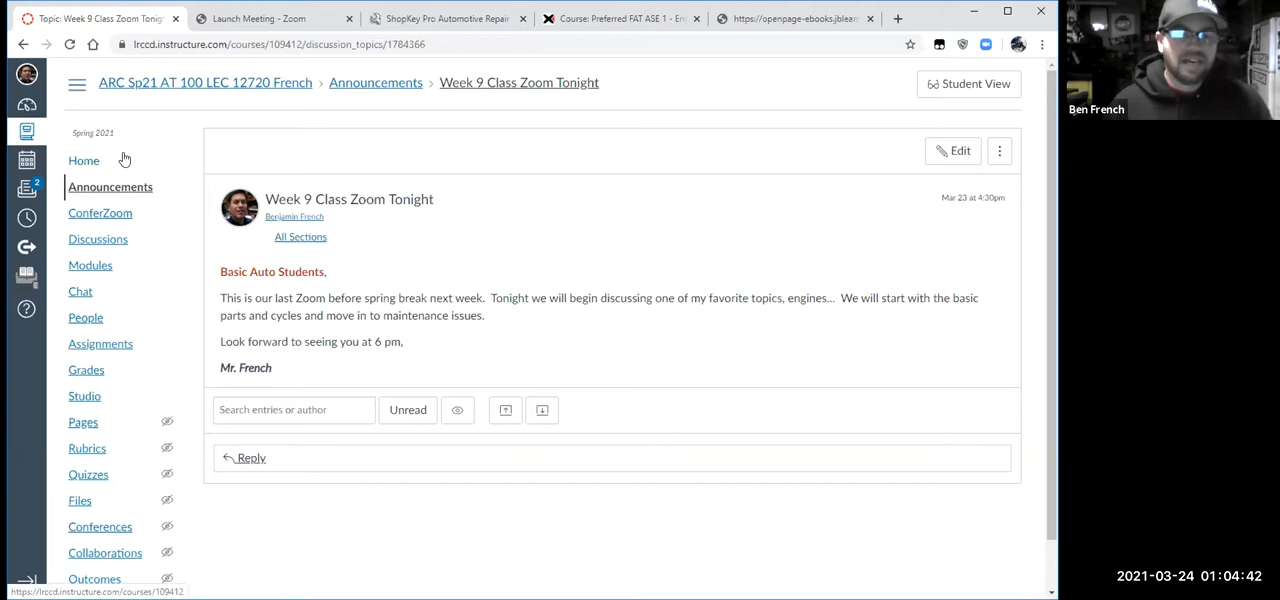 Topic: Week 9 Class Zoom Tonigh
Launch Meeting - Zoom
ShopKey Pro Automotive Repair
Course: Preferred FAT ASE 1 - En
https://openpage-ebooks.jblearn
lrccd.instructure.com/courses/109412/discussion_topics/1784366
ARC Sp21 AT 100 LEC 12720 French > Announcements > Week 9 Class Zoom Tonight
Student View
Spring 2021
Home
Announcements
ConferZoom
Discussions
Modules
Chat
People
Assignments
Grades
Studio
Pages
Rubrics
Quizzes
Files
Conferences
Collaborations
Outcomes
2
Edit
Week 9 Class Zoom Tonight
Mar 23 at 4:30pm
Benjamin French
All Sections
Basic Auto Students,
This is our last Zoom before spring break next week. Tonight we will begin discussing one of my favorite topics, engines... We will start with the basic
parts and cycles and move in to maintenance issues.
Look forward to seeing you at 6 pm,
Mr. French
Search entries or author
Unread
Reply
https://lrccd.instructure.com/courses/109412
Ben French
2021-03-24 01:04:42